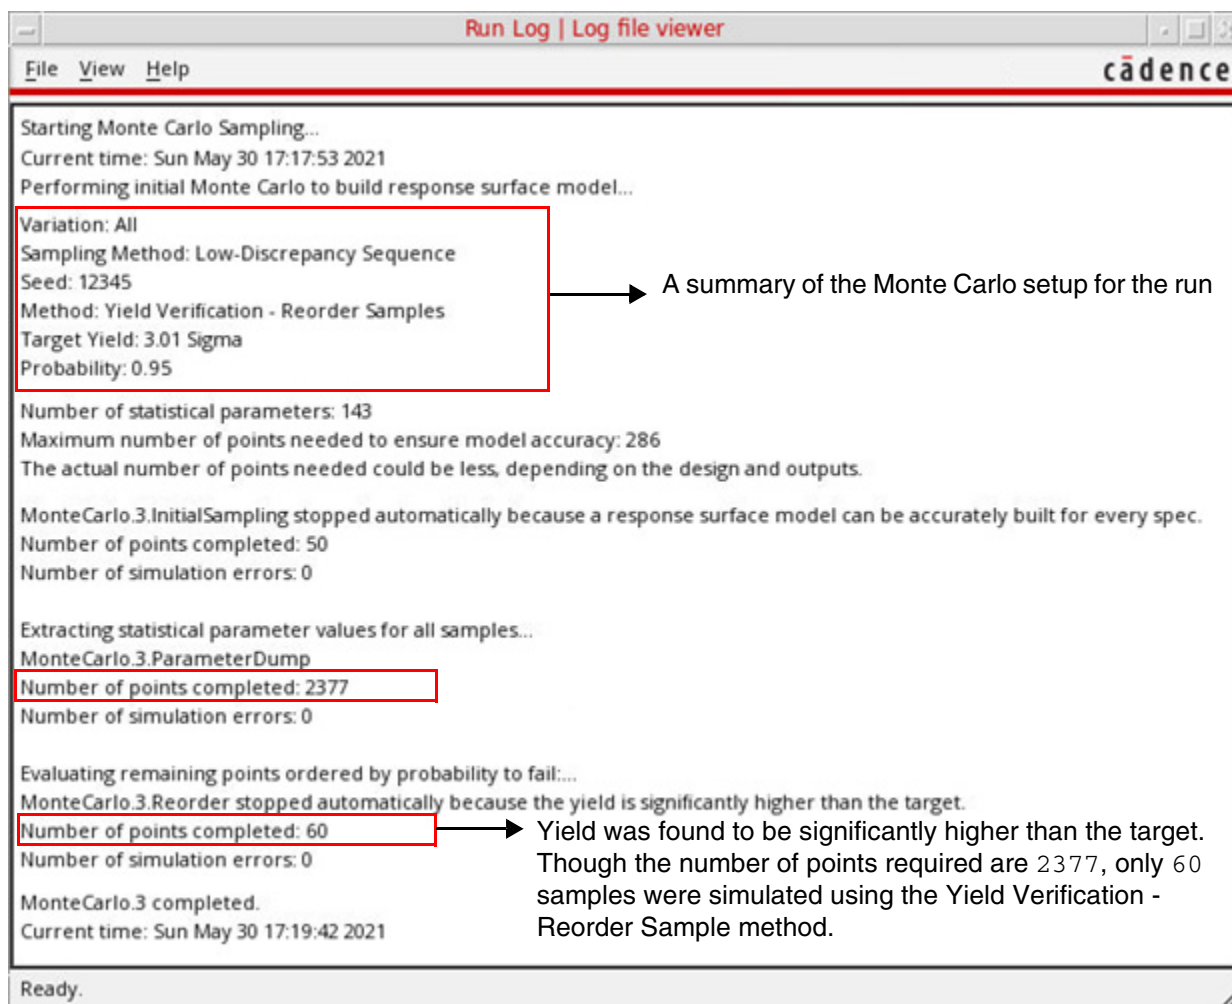 Run Log | Log file viewer
File View Help
cādence
Starting Monte Carlo Sampling...
Current time: Sun May 30 17:17:53 2021
Performing initial Monte Carlo to build response surface model...
Variation: All
Sampling Method: Low-Discrepancy Sequence
Seed: 12345
Method: Yield Verification - Reorder Samples
Target Yield: 3.01 Sigma
Probability: 0.95
A summary of the Monte Carlo setup for the run
Number of statistical parameters: 143
Maximum number of points needed to ensure model accuracy: 286
The actual number of points needed could be less, depending on the design and outputs.
MonteCarlo.3.InitialSampling stopped automatically because a response surface model can be accurately built for every spec.
Number of points completed: 50
Number of simulation errors: 0
Extracting statistical parameter values for all samples...
MonteCarlo.3.ParameterDump
Number of points completed: 2377
Number of simulation errors: 0
Evaluating remaining points ordered by probability to fail:...
MonteCarlo.3.Reorder stopped automatically because the yield is significantly higher than the target.
Number of points completed: 60
Number of simulation errors: 0
Yield was found to be significantly higher than the target.
Though the number of points required are 2377, only 60
samples were simulated using the Yield Verification -
Reorder Sample method.
MonteCarlo.3 completed.
Current time: Sun May 30 17:19:42 2021
Ready.